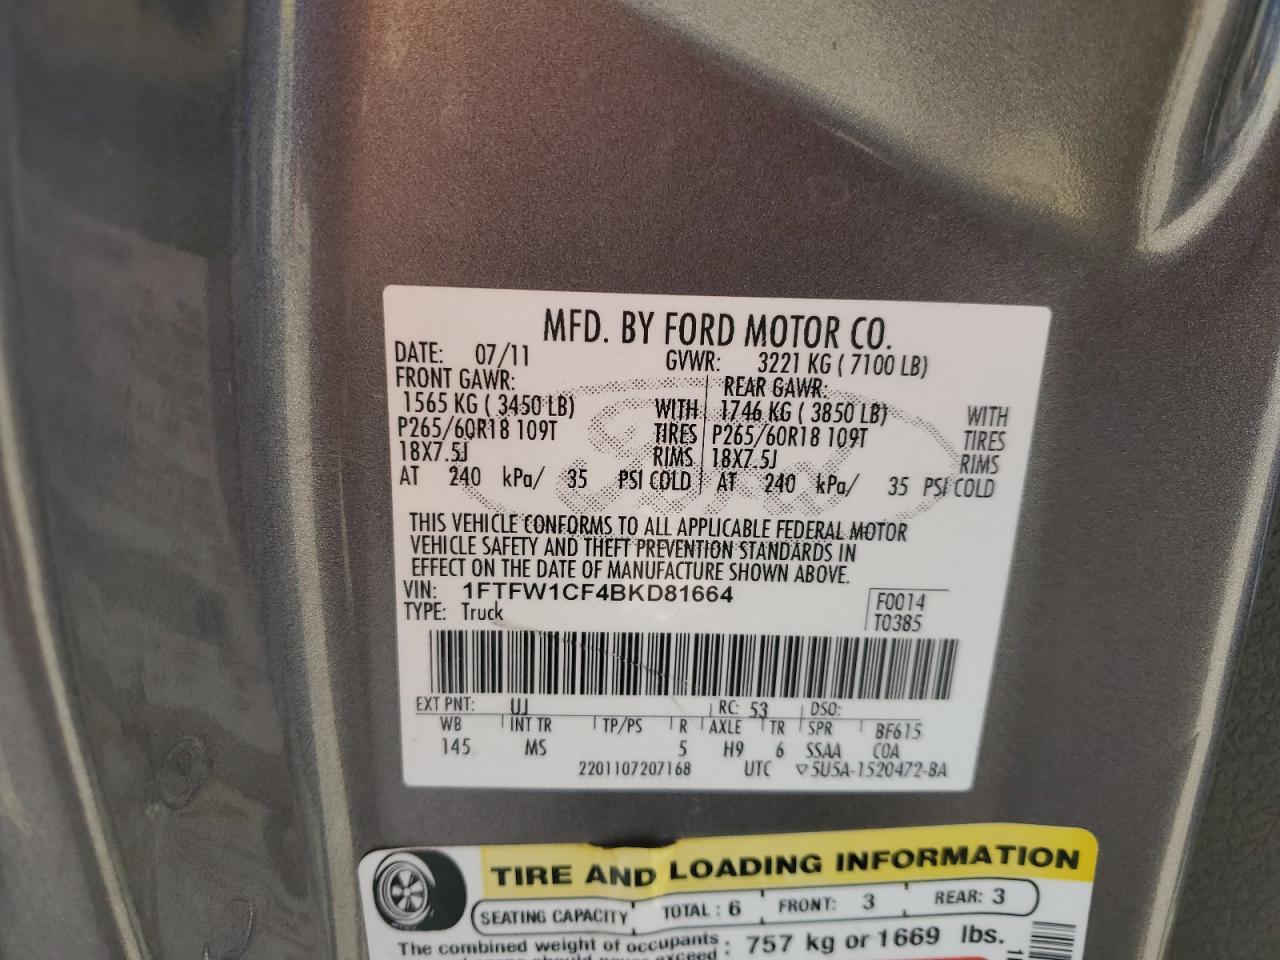 MFD. BY FORD MOTOR CO.
DATE: 07/11 GVWR: 3221 KG ( 7100 LB)
FRONT GAWR: REAR GAWR:
1565 KG ( 3450 LB) WITH 1746 KG ( 3850 LB) WITH
P265/60R18 109T TIRES P265/60R18 109T TIRES
18X7.5J RIMS 18X7.5J RIMS
AT 240 kPa/ 35 PSI COLD AT 240 kPa/ 35 PSI COLD
THIS VEHICLE CONFORMS TO ALL APPLICABLE FEDERAL MOTOR
VEHICLE SAFETY AND THEFT PREVENTION STANDARDS IN
EFFECT ON THE DATE OF MANUFACTURE SHOWN ABOVE.
VIN: 1FTFW1CF4BKD81664 F0014
TYPE: Truck T0385
EXT PNT: UJ RC: 53 DSO:
WB INT TR TP/PS R AXLE TR SPR BF615
145 MS 5 H9 6 SSAA COA
2201107207168 UTC ▽5U5A-1520472-BA
TIRE AND LOADING INFORMATION
SEATING CAPACITY TOTAL : 6 FRONT: 3 REAR: 3
The combined weight of occupants : 757 kg or 1669 lbs.